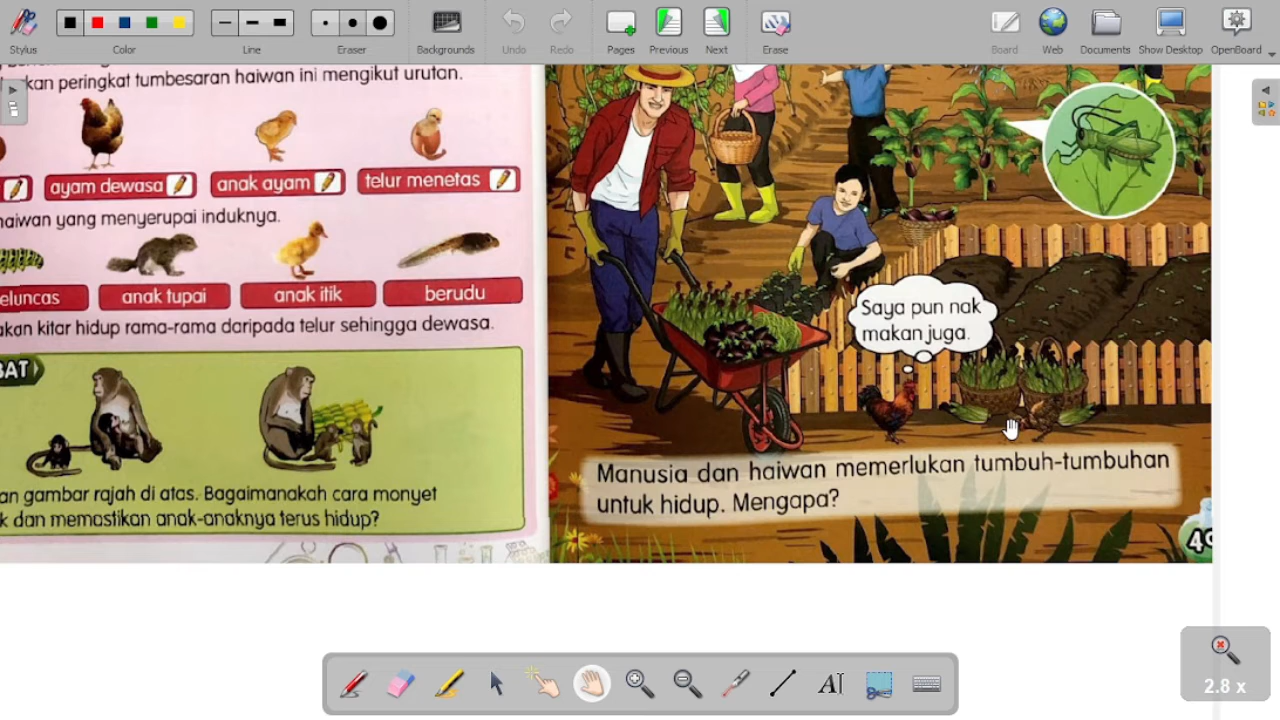 Stylus
Color
Line
Eraser
Backgrounds
Undo
Redo
Pages
Previous
Next
Erase
Board
Web
Documents
Show Desktop
OpenBoard
kan peringkat tumbesaran haiwan ini mengikut urutan.
ayam dewasa
anak ayam
telur menetas
haiwan yang menyerupai induknya.
eluncas
anak tupai
anak itik
berudu
akan kitar hidup rama-rama daripada telur sehingga dewasa.
BAT
an gambar rajah di atas. Bagaimanakah cara monyet
k dan memastikan anak-anaknya terus hidup?
Saya pun nak
makan juga.
Manusia dan haiwan memerlukan tumbuh-tumbuhan
untuk hidup. Mengapa?
49
2.8 x